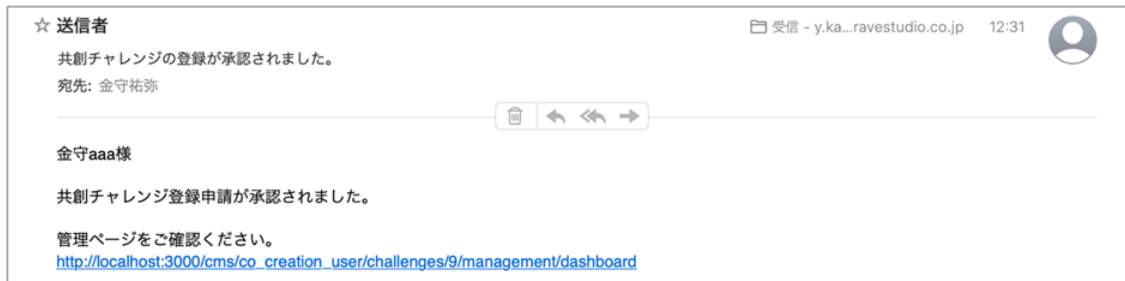 送信者
受信 - y.ka...ravestudio.co.jp 12:31
共創チャレンジの登録が承認されました。
宛先: 金守祐弥
金守aaa様
共創チャレンジ登録申請が承認されました。
管理ページをご確認ください。
http://localhost:3000/cms/co_creation_user/challenges/9/management/dashboard